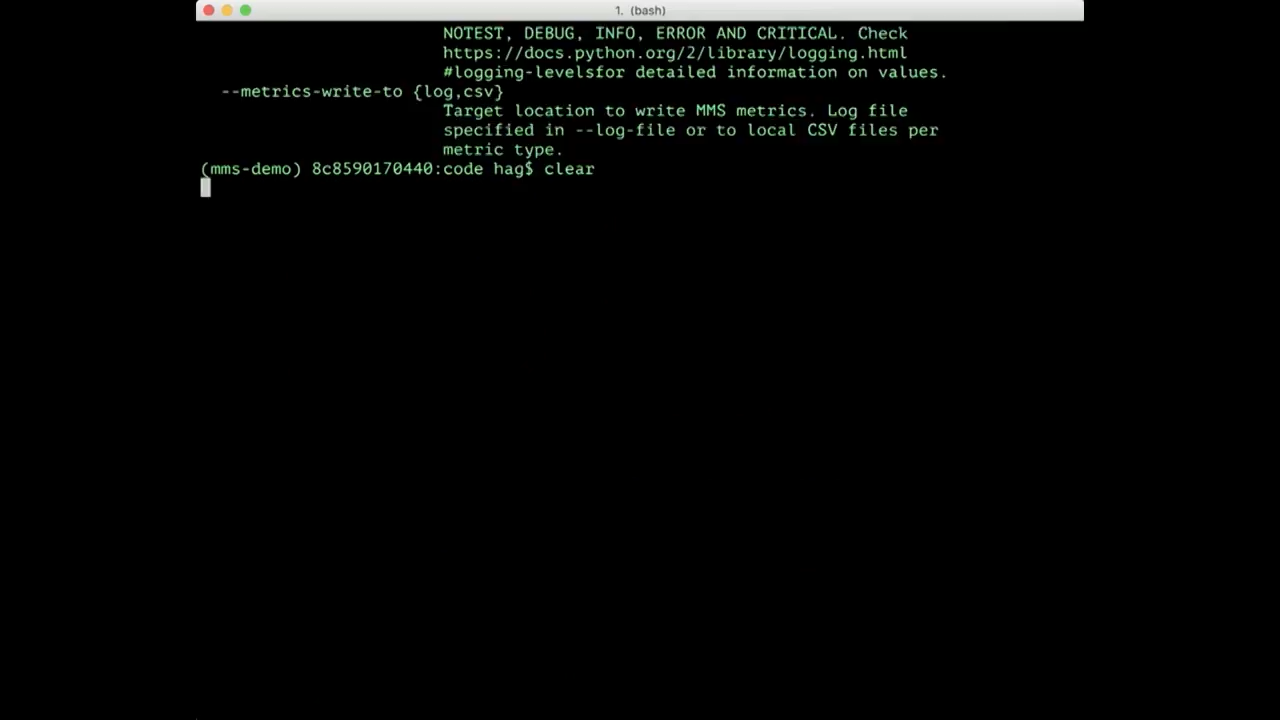 1. (bash)
NOTEST, DEBUG, INFO, ERROR AND CRITICAL. Check
https://docs.python.org/2/library/logging.html
#logging-levelsfor detailed information on values.
--metrics-write-to {log,csv}
Target location to write MMS metrics. Log file
specified in --log-file or to local CSV files per
metric type.
(mms-demo) 8c8590170440:code hag$ clear